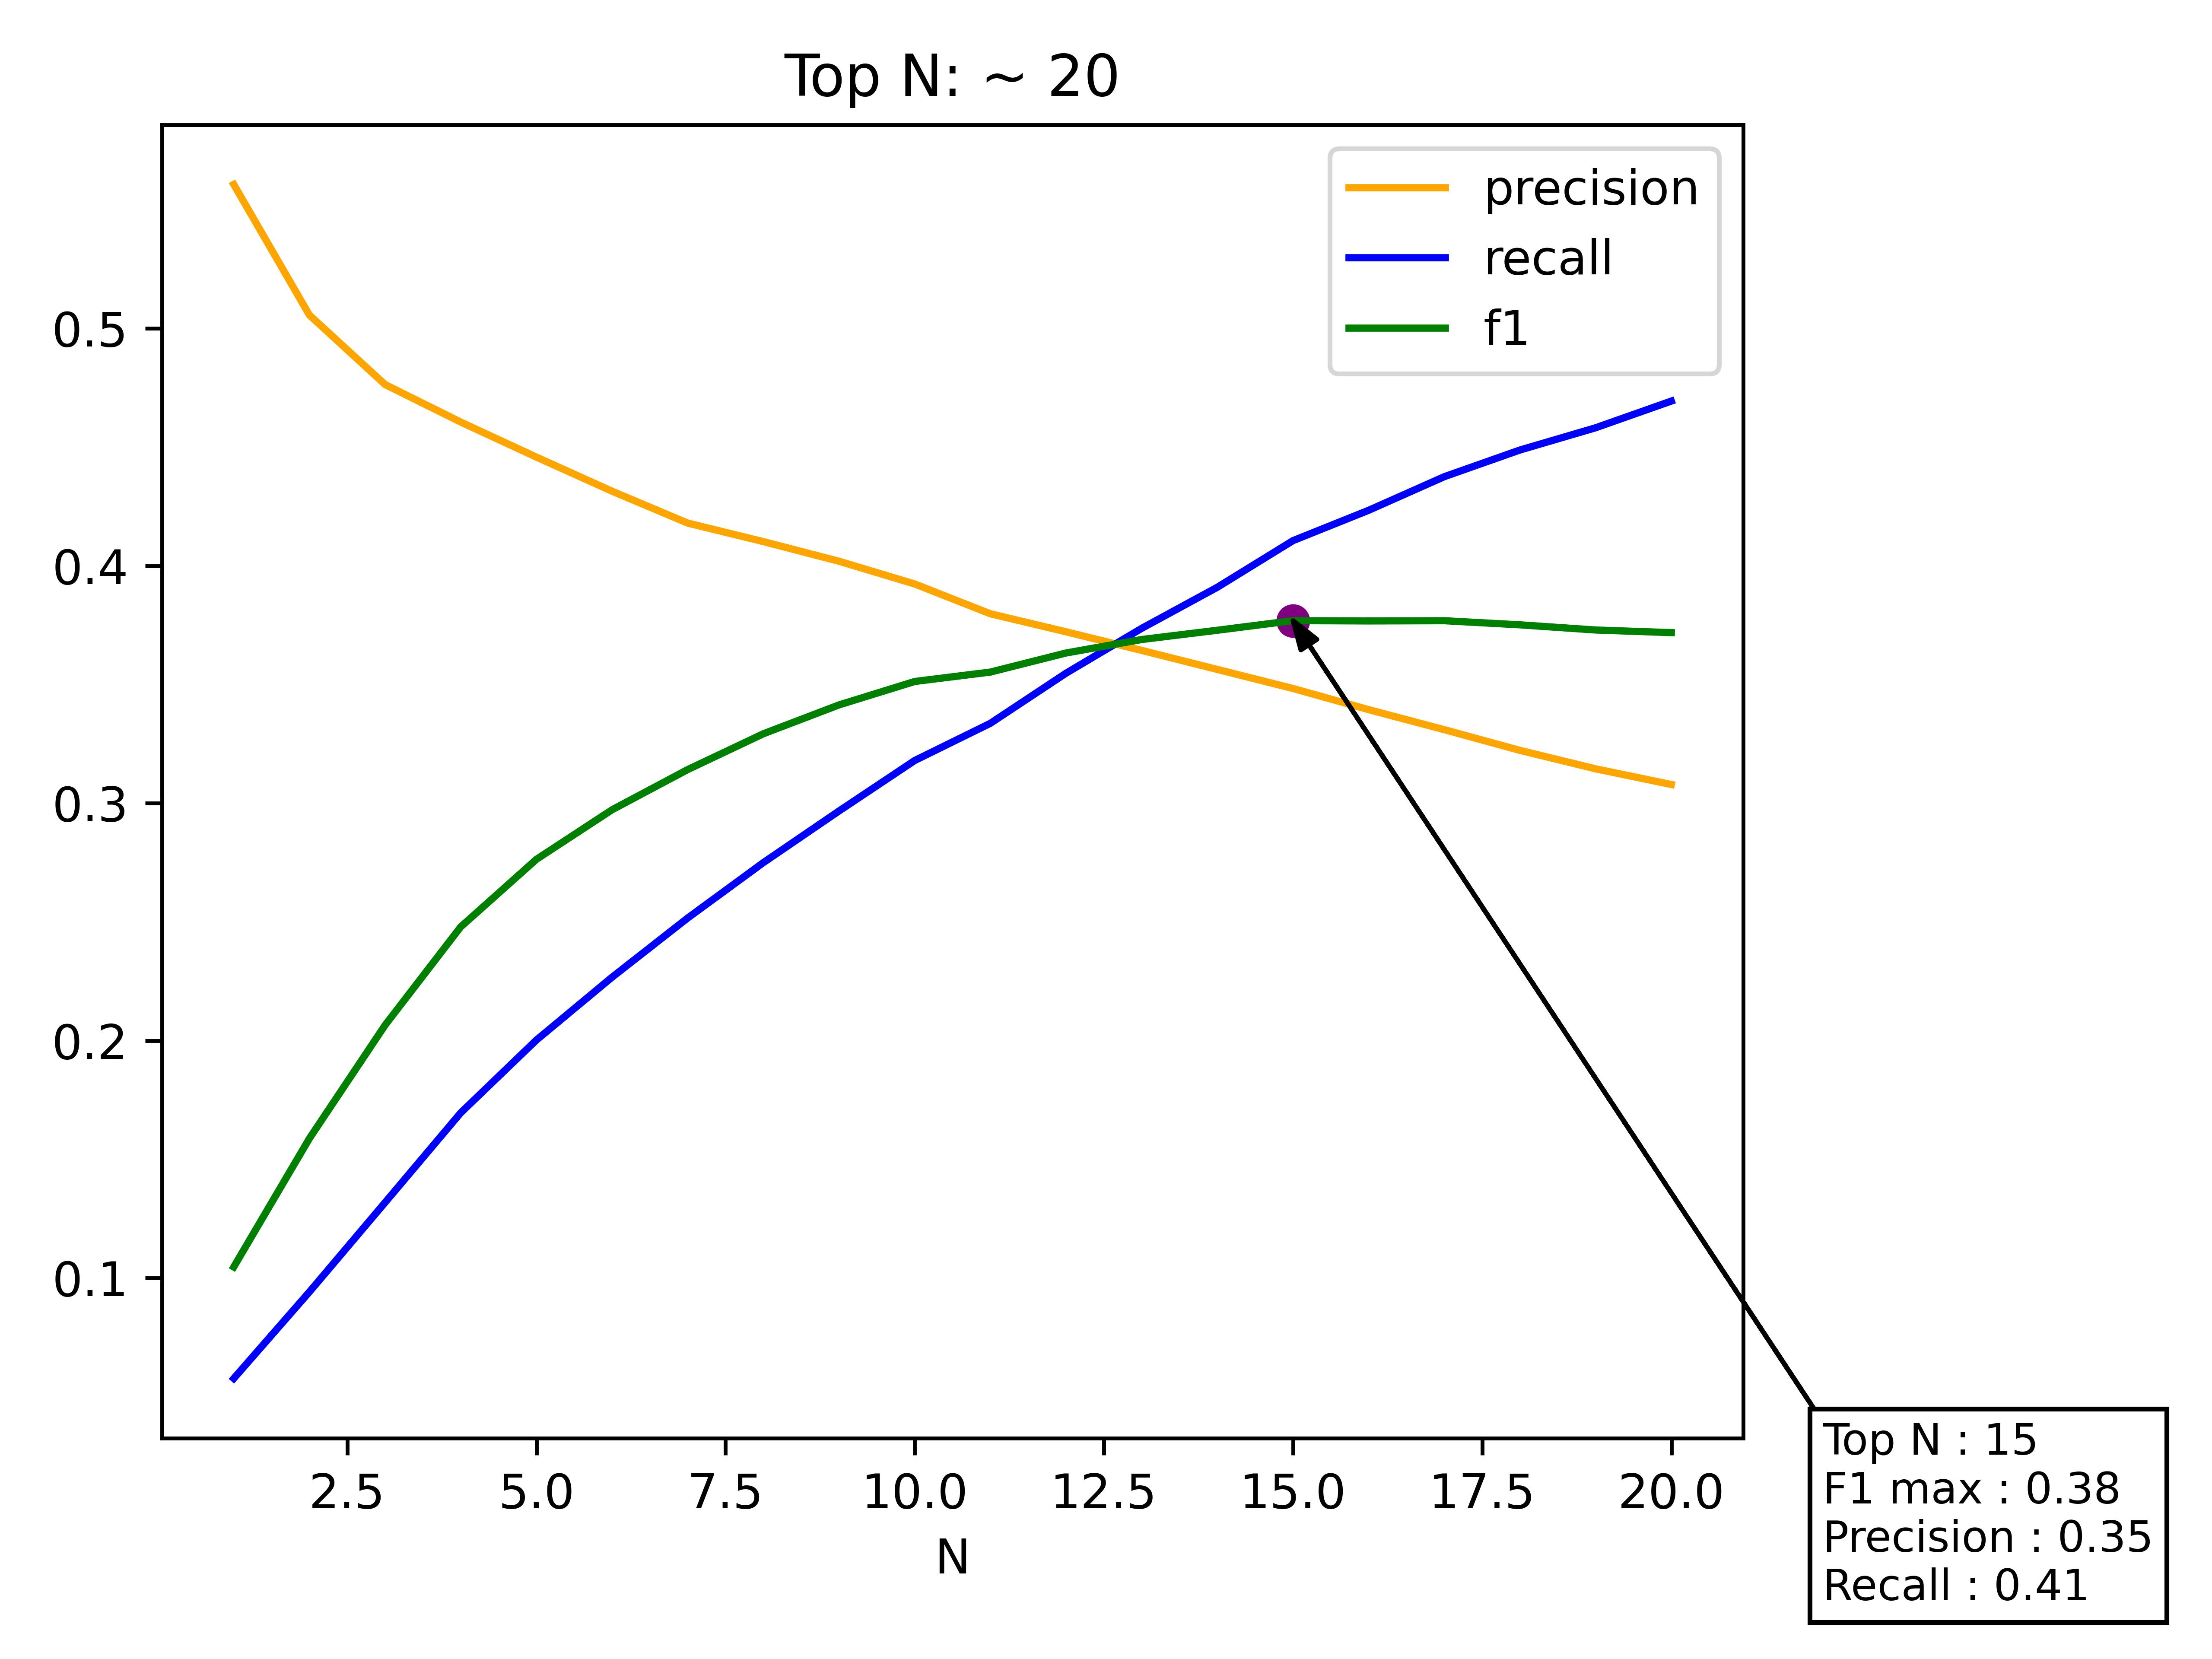 Top N: ~ 20
precision
recall
f1
0.5
0.4
0.3
0.2
0.1
2.5 5.0 7.5 10.0 12.5 15.0 17.5 20.0
N
Top N : 15
F1 max : 0.38
Precision : 0.35
Recall : 0.41